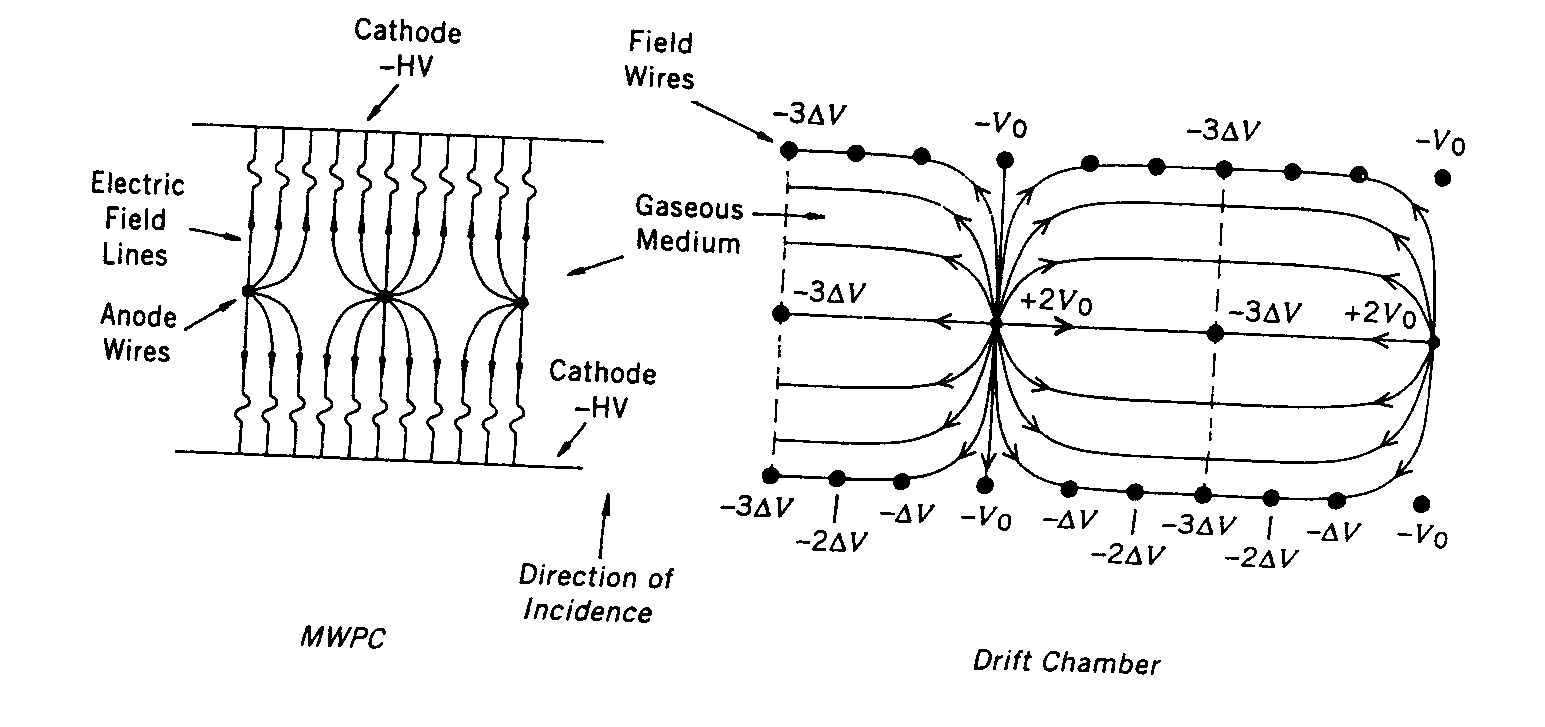 Cathode
-HV
Electric
Field
Lines
Anode
Wires
Cathode
-HV
Direction of
Incidence
MWPC
Field
Wires
Gaseous
Medium
-3ΔV
-V₀
-3ΔV
-V₀
-3ΔV
+2V₀
-3ΔV
+2V₀
-3ΔV
-2ΔV
-ΔV
-V₀
-ΔV
-2ΔV
-3ΔV
-2ΔV
-ΔV
-V₀
Drift Chamber